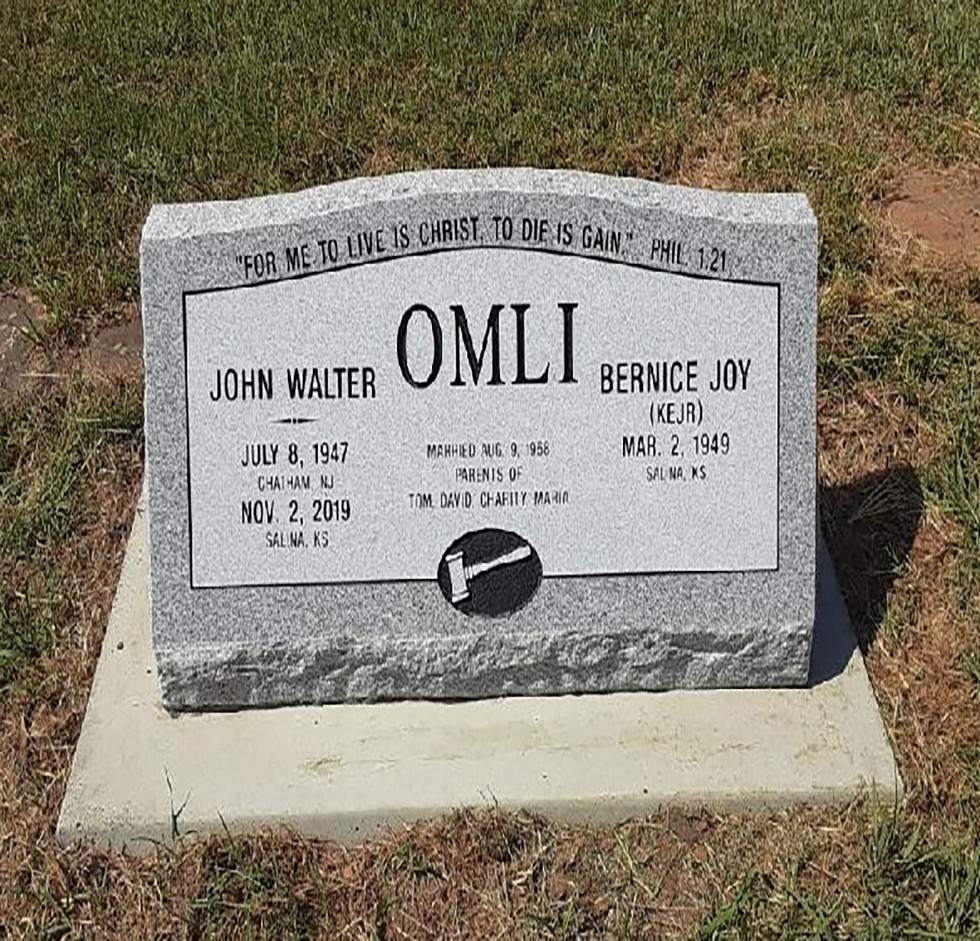 "FOR ME TO LIVE IS CHRIST, TO DIE IS GAIN." PHIL. 1:21
OMLI
JOHN WALTER
JULY 8, 1947
CHATHAM, NJ
NOV. 2, 2019
SALINA, KS
MARRIED AUG. 9, 1968
PARENTS OF
TOM, DAVID, CHARITY, MARIA
BERNICE JOY
(KEJR)
MAR. 2, 1949
SALINA, KS